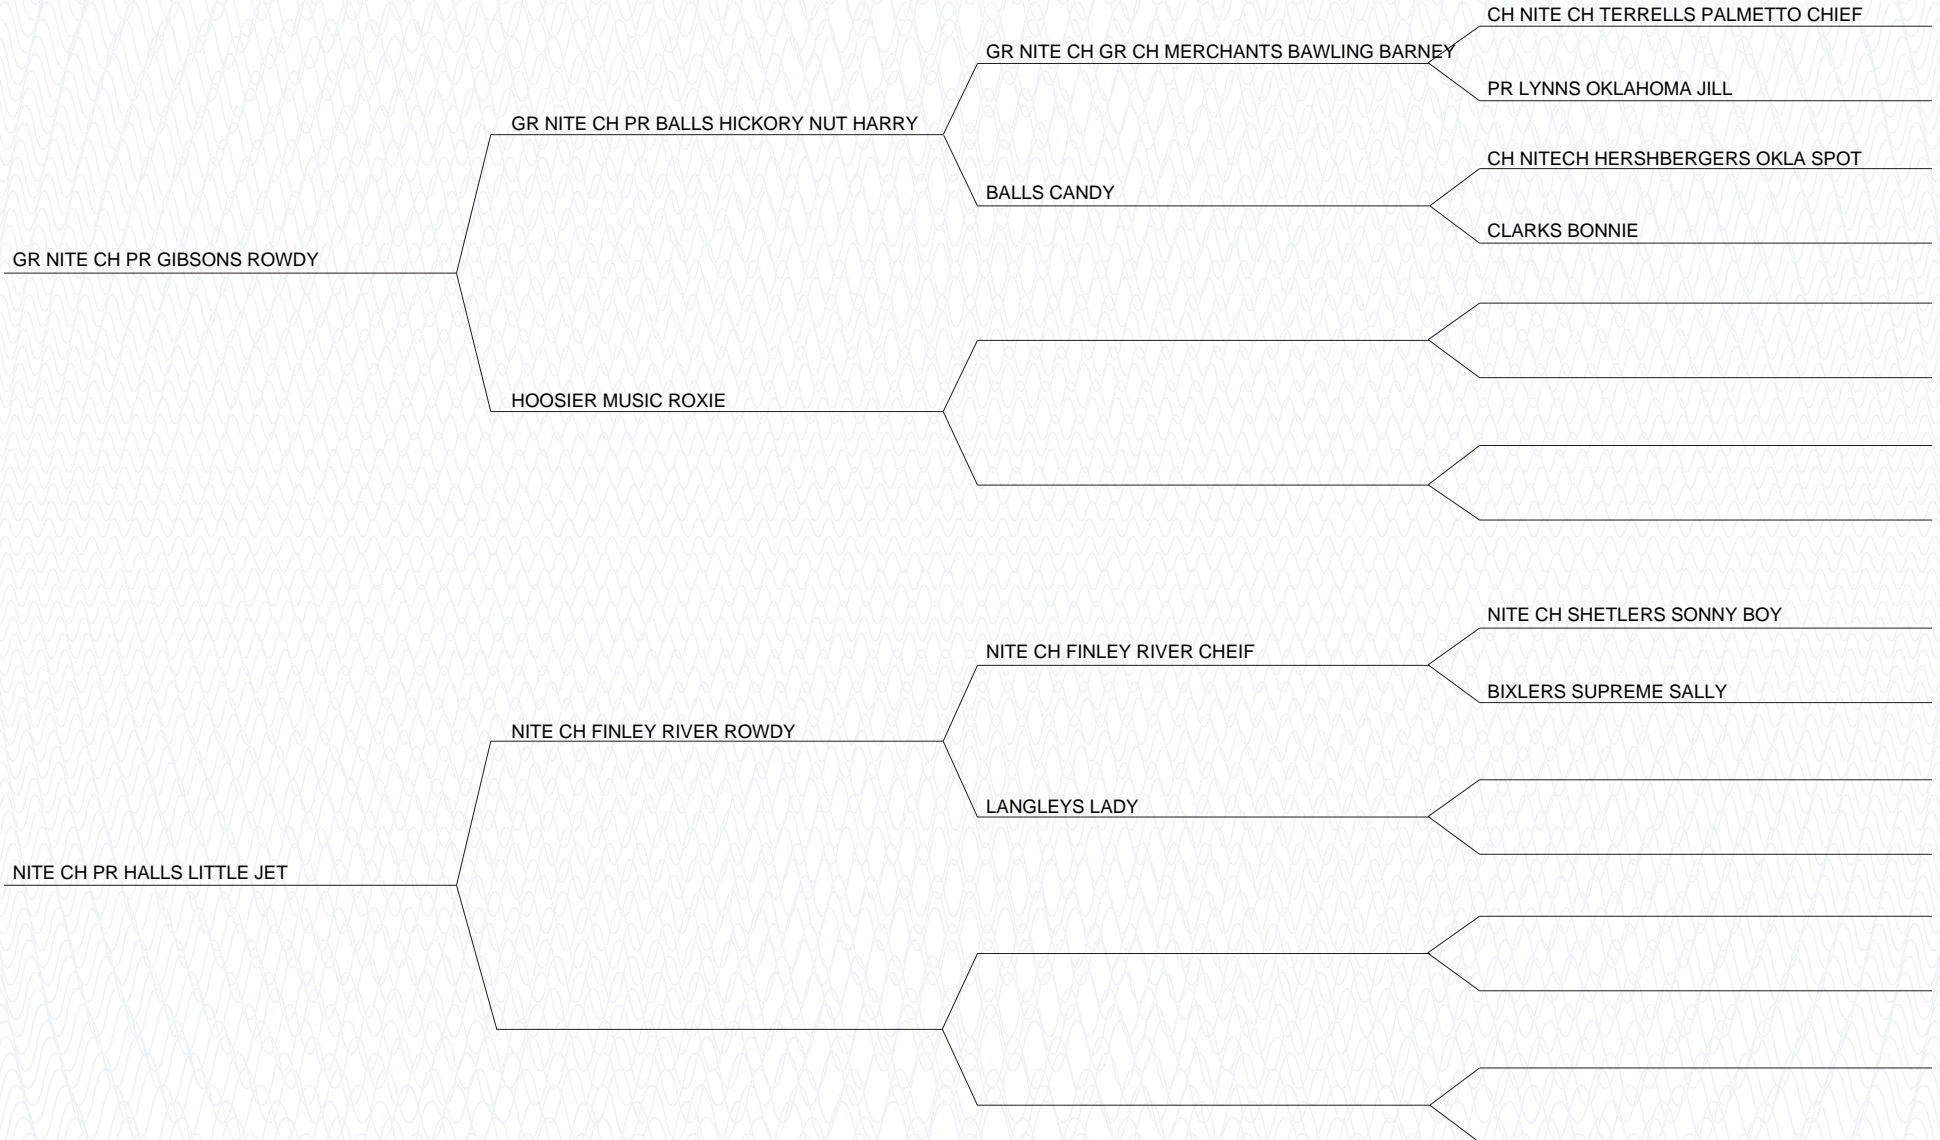 CH NITE CH TERRELLS PALMETTO CHIEF
GR NITE CH GR CH MERCHANTS BAWLING BARNEY
PR LYNNS OKLAHOMA JILL
GR NITE CH PR BALLS HICKORY NUT HARRY
CH NITECH HERSHBERGERS OKLA SPOT
BALLS CANDY
CLARKS BONNIE
GR NITE CH PR GIBSONS ROWDY
HOOSIER MUSIC ROXIE
NITE CH SHETLERS SONNY BOY
NITE CH FINLEY RIVER CHEIF
BIXLERS SUPREME SALLY
NITE CH FINLEY RIVER ROWDY
LANGLEYS LADY
NITE CH PR HALLS LITTLE JET